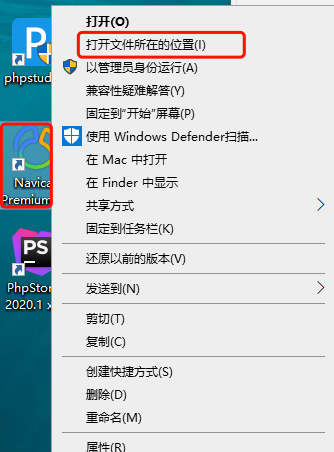 phpstud
Navica
Premium
PS
PhpStor
2020.1 x
打开(O)
打开文件所在的位置(I)
以管理员身份运行(A)
兼容性疑难解答(Y)
固定到"开始"屏幕(P)
使用 Windows Defender扫描...
在 Mac 中打开
在 Finder 中显示
共享方式
固定到任务栏(K)
还原以前的版本(V)
发送到(N)
剪切(T)
复制(C)
创建快捷方式(S)
删除(D)
重命名(M)
属性(R)